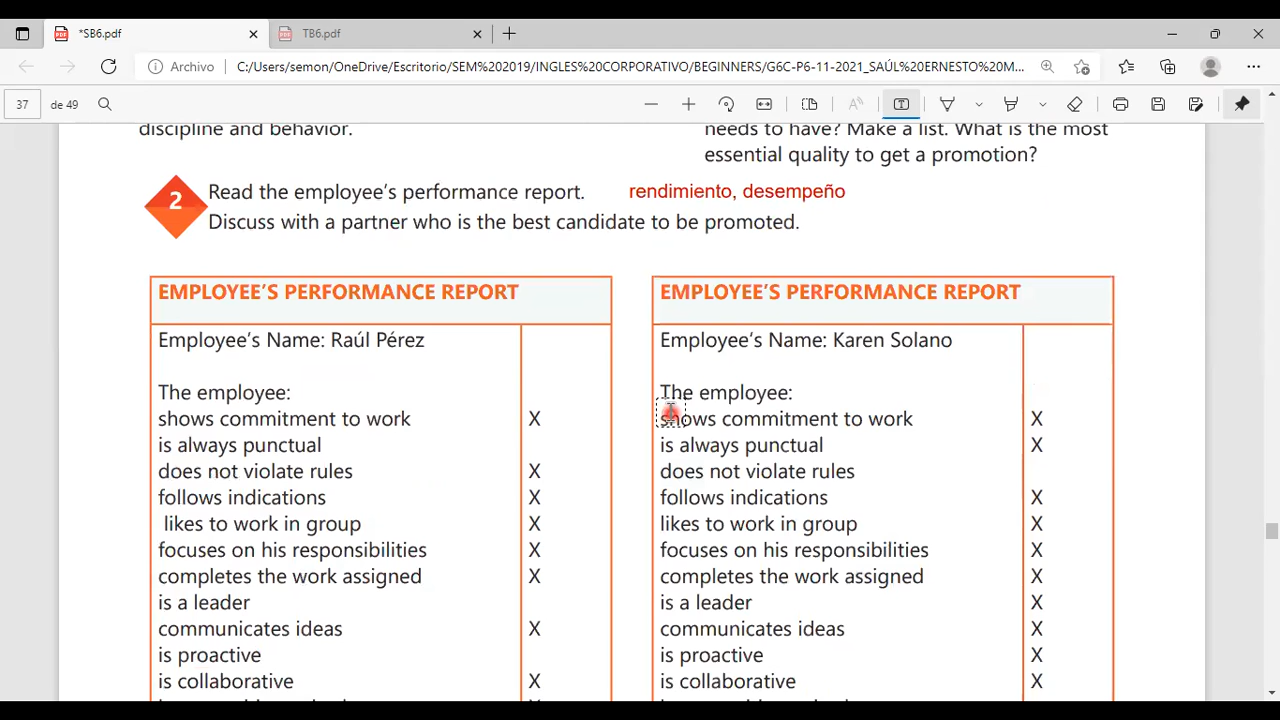 *SB6.pdf
TB6.pdf
Archivo
C:/Users/semon/OneDrive/Escritorio/SEM%202019/INGLES%20CORPORATIVO/BEGINNERS/G6C-P6-11-2021_SAÚL%20ERNESTO%20M...
37 de 49
discipline and behavior.
needs to have? Make a list. What is the most
essential quality to get a promotion?
2
Read the employee's performance report. rendimiento, desempeño
Discuss with a partner who is the best candidate to be promoted.
EMPLOYEE'S PERFORMANCE REPORT
Employee's Name: Raúl Pérez
The employee:
shows commitment to work X
is always punctual
does not violate rules X
follows indications X
likes to work in group X
focuses on his responsibilities X
completes the work assigned X
is a leader
communicates ideas X
is proactive
is collaborative X
EMPLOYEE'S PERFORMANCE REPORT
Employee's Name: Karen Solano
The employee:
shows commitment to work X
is always punctual X
does not violate rules
follows indications X
likes to work in group X
focuses on his responsibilities X
completes the work assigned X
is a leader X
communicates ideas X
is proactive X
is collaborative X